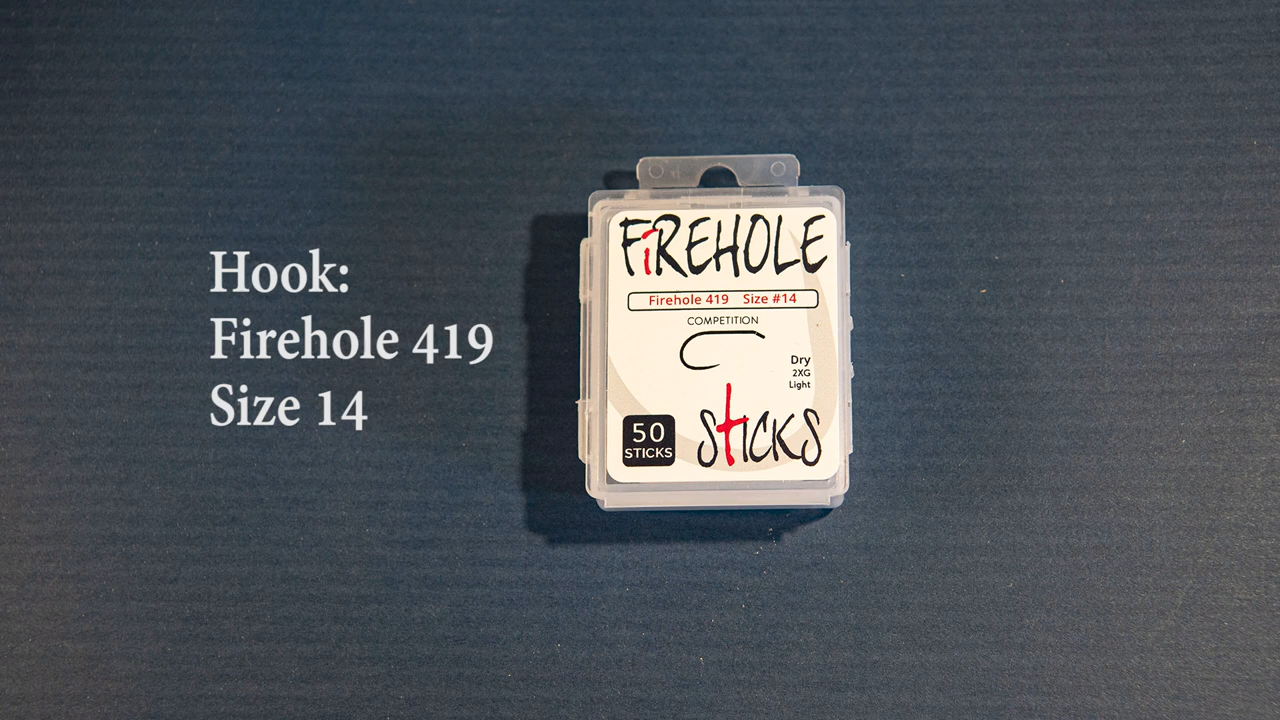 Hook:
Firehole 419
Size 14
FiREHOLE
Firehole 419 Size #14
COMPETITION
Dry
2XG
Light
50
STICKS
STICKS